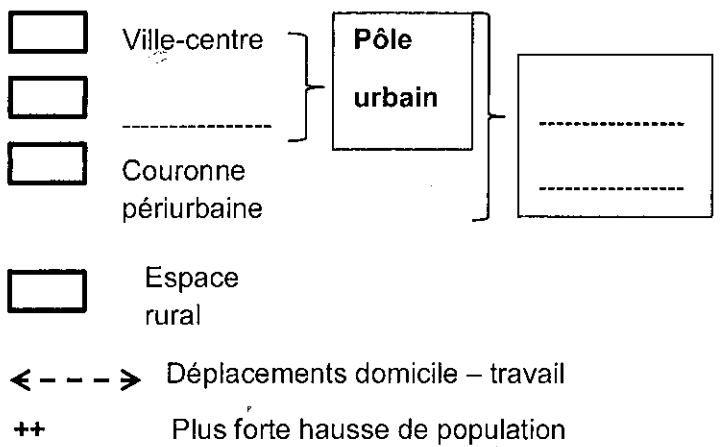 Ville-centre
Pôle
urbain
Couronne
périurbaine
Espace
rural
Déplacements domicile – travail
++ Plus forte hausse de population